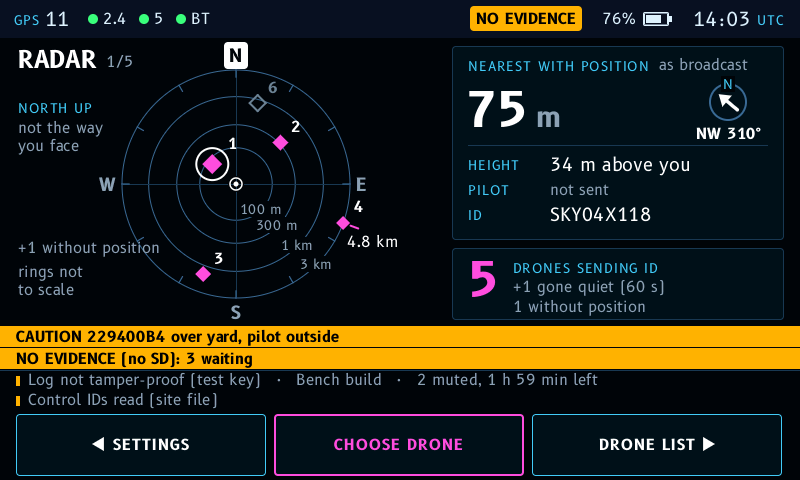 GPS 11 2.4 5 BT NO EVIDENCE 76% 14:03 UTC
RADAR 1/5
NORTH UP
not the way
you face
N
6
2
1
W
E
4
4.8 km
100 m
300 m
1 km
3 km
+1 without position
3
rings not
to scale
S
NEAREST WITH POSITION as broadcast
75 m
N
NW 310°
HEIGHT 34 m above you
PILOT not sent
ID SKY04X118
5 DRONES SENDING ID
+1 gone quiet (60 s)
1 without position
CAUTION 229400B4 over yard, pilot outside
NO EVIDENCE (no SD): 3 waiting
Log not tamper-proof (test key) · Bench build · 2 muted, 1 h 59 min left
Control IDs read (site file)
◀ SETTINGS CHOOSE DRONE DRONE LIST ▶